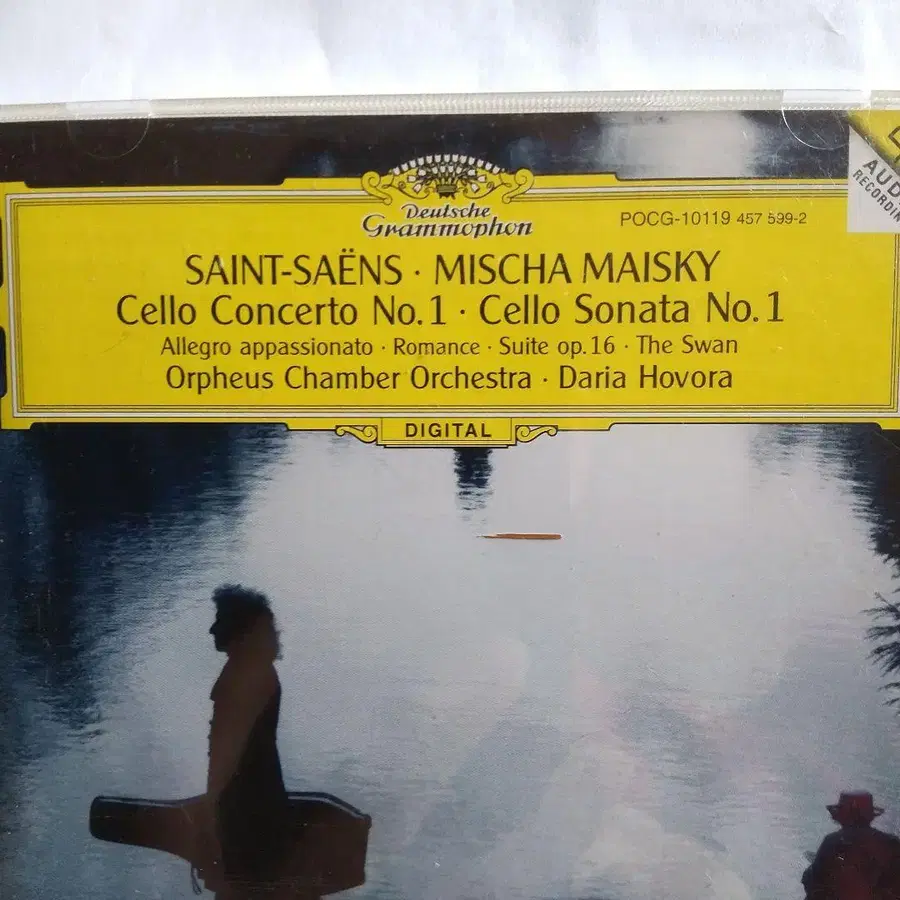 Deutsche
Grammophon
POCG-10119 457 599-2
SAINT-SAËNS · MISCHA MAISKY
Cello Concerto No.1 · Cello Sonata No.1
Allegro appassionato · Romance · Suite op.16 · The Swan
Orpheus Chamber Orchestra · Daria Hovora
DIGITAL